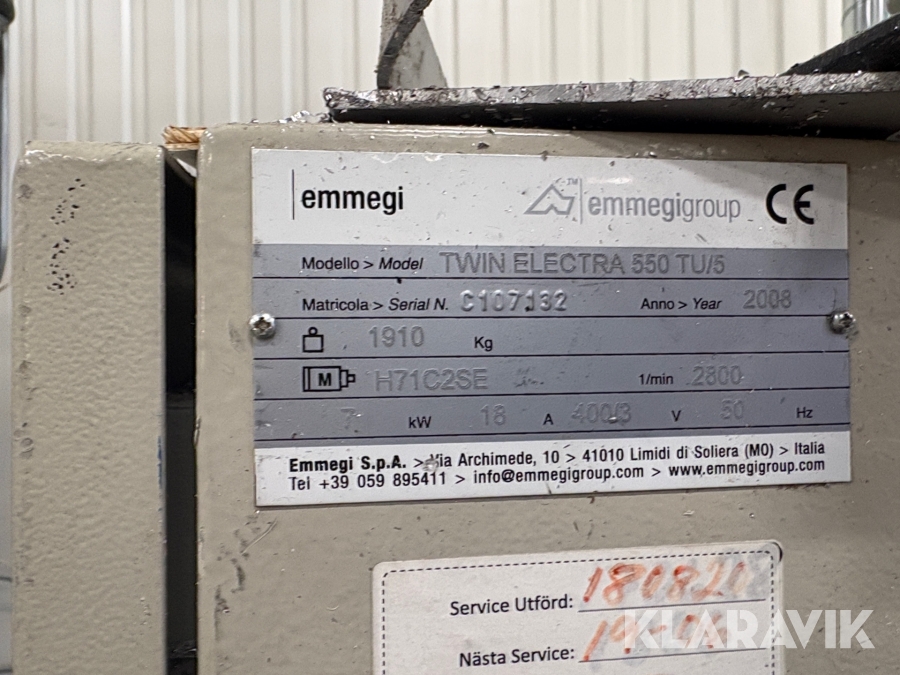 emmegi
emmegigroup CE
Modello > Model TWIN ELECTRA 550 TU/5
Matricola > Serial N. C107132 Anno > Year 2008
1910 Kg
M H71C2SE 1/min 2800
7 kW 18 A 400/3 V 50 Hz
Emmegi S.p.A. > Via Archimede, 10 > 41010 Limidi di Soliera (MO) > Italia
Tel +39 059 895411 > info@emmegigroup.com > www.emmegigroup.com
Service Utförd: 180821
Nästa Service:
KLARAVIK